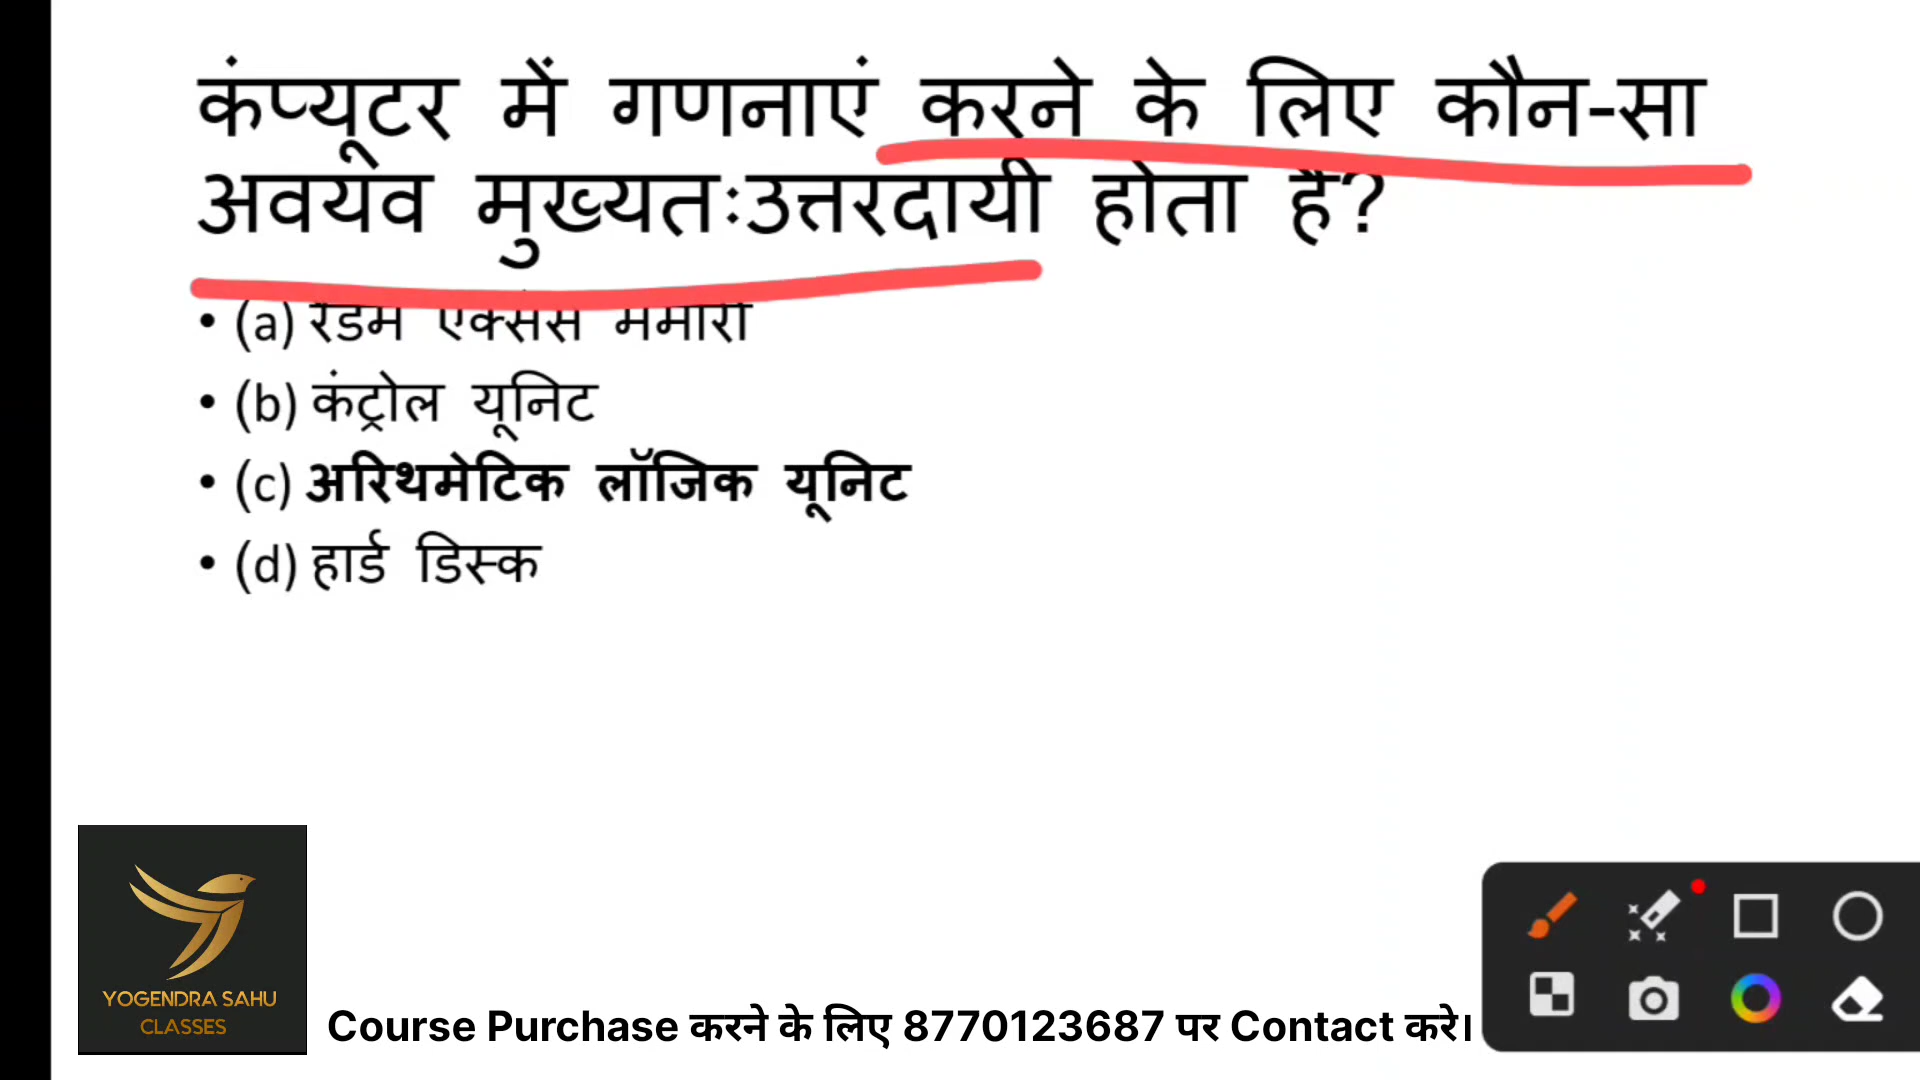 कंप्यूटर में गणनाएं करने के लिए कौन-सा
अवयव मुख्यतःउत्तरदायी होता है?
• (a) रैंडम एक्सेस मेमोरी
• (b) कंट्रोल यूनिट
• (c) अरिथमेटिक लॉजिक यूनिट
• (d) हार्ड डिस्क
YOGENDRA SAHU
CLASSES
Course Purchase करने के लिए 8770123687 पर Contact करे।